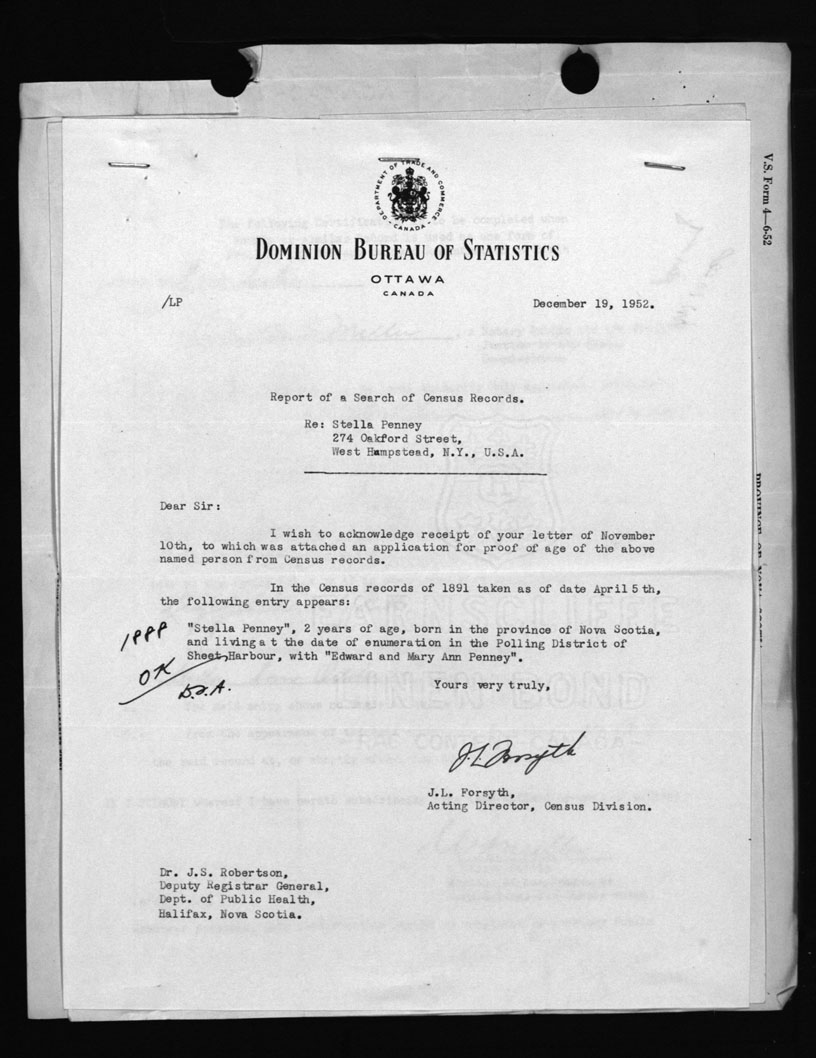 V.S. Form 4—6-52
DEPARTMENT OF TRADE AND COMMERCE
CANADA
DOMINION BUREAU OF STATISTICS
OTTAWA
CANADA
/LP
December 19, 1952.
Report of a Search of Census Records.
Re: Stella Penney
274 Oakford Street,
West Hampstead, N.Y., U.S.A.
Dear Sir:
I wish to acknowledge receipt of your letter of November
10th, to which was attached an application for proof of age of the above
named person from Census records.
In the Census records of 1891 taken as of date April 5th,
the following entry appears:
1888
"Stella Penney", 2 years of age, born in the province of Nova Scotia,
and living at the date of enumeration in the Polling District of
Sheet Harbour, with "Edward and Mary Ann Penney".
OK
Yours very truly,
LINEN BOND
J.L. Forsyth
J.L. Forsyth,
Acting Director, Census Division.
Dr. J.S. Robertson,
Deputy Registrar General,
Dept. of Public Health,
Halifax, Nova Scotia.